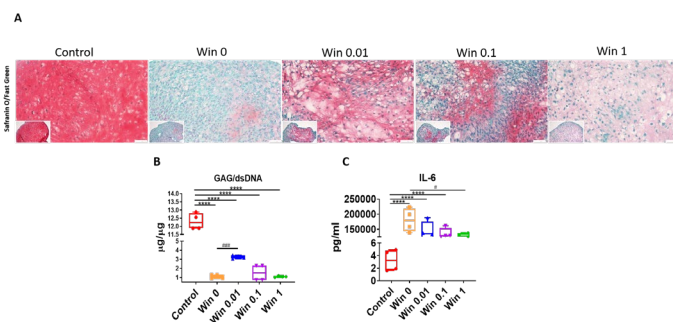 A
Control Win 0 Win 0.01 Win 0.1 Win 1
Safranin O/Fast Green
B
GAG/dsDNA
****
****
****
****
###
µg/µg
13.5
13.0
12.5
12.0
11.5
5
4
3
2
1
Control Win 0 Win 0.01 Win 0.1 Win 1
C
IL-6
#
****
****
****
****
pg/ml
250000
200000
150000
100000
50000
6
4
2
0
Control Win 0 Win 0.01 Win 0.1 Win 1